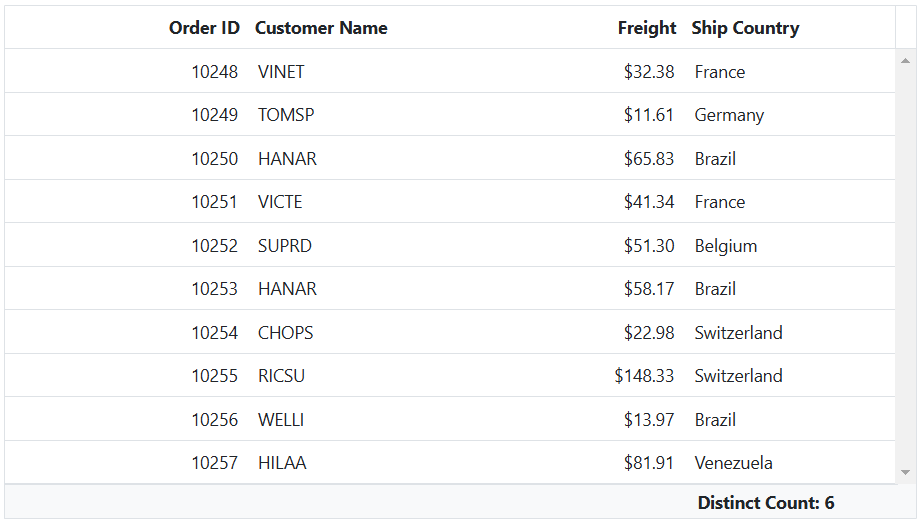 Order ID Customer Name Freight Ship Country
10248 VINET $32.38 France
10249 TOMSP $11.61 Germany
10250 HANAR $65.83 Brazil
10251 VICTE $41.34 France
10252 SUPRD $51.30 Belgium
10253 HANAR $58.17 Brazil
10254 CHOPS $22.98 Switzerland
10255 RICSU $148.33 Switzerland
10256 WELLI $13.97 Brazil
10257 HILAA $81.91 Venezuela
Distinct Count: 6